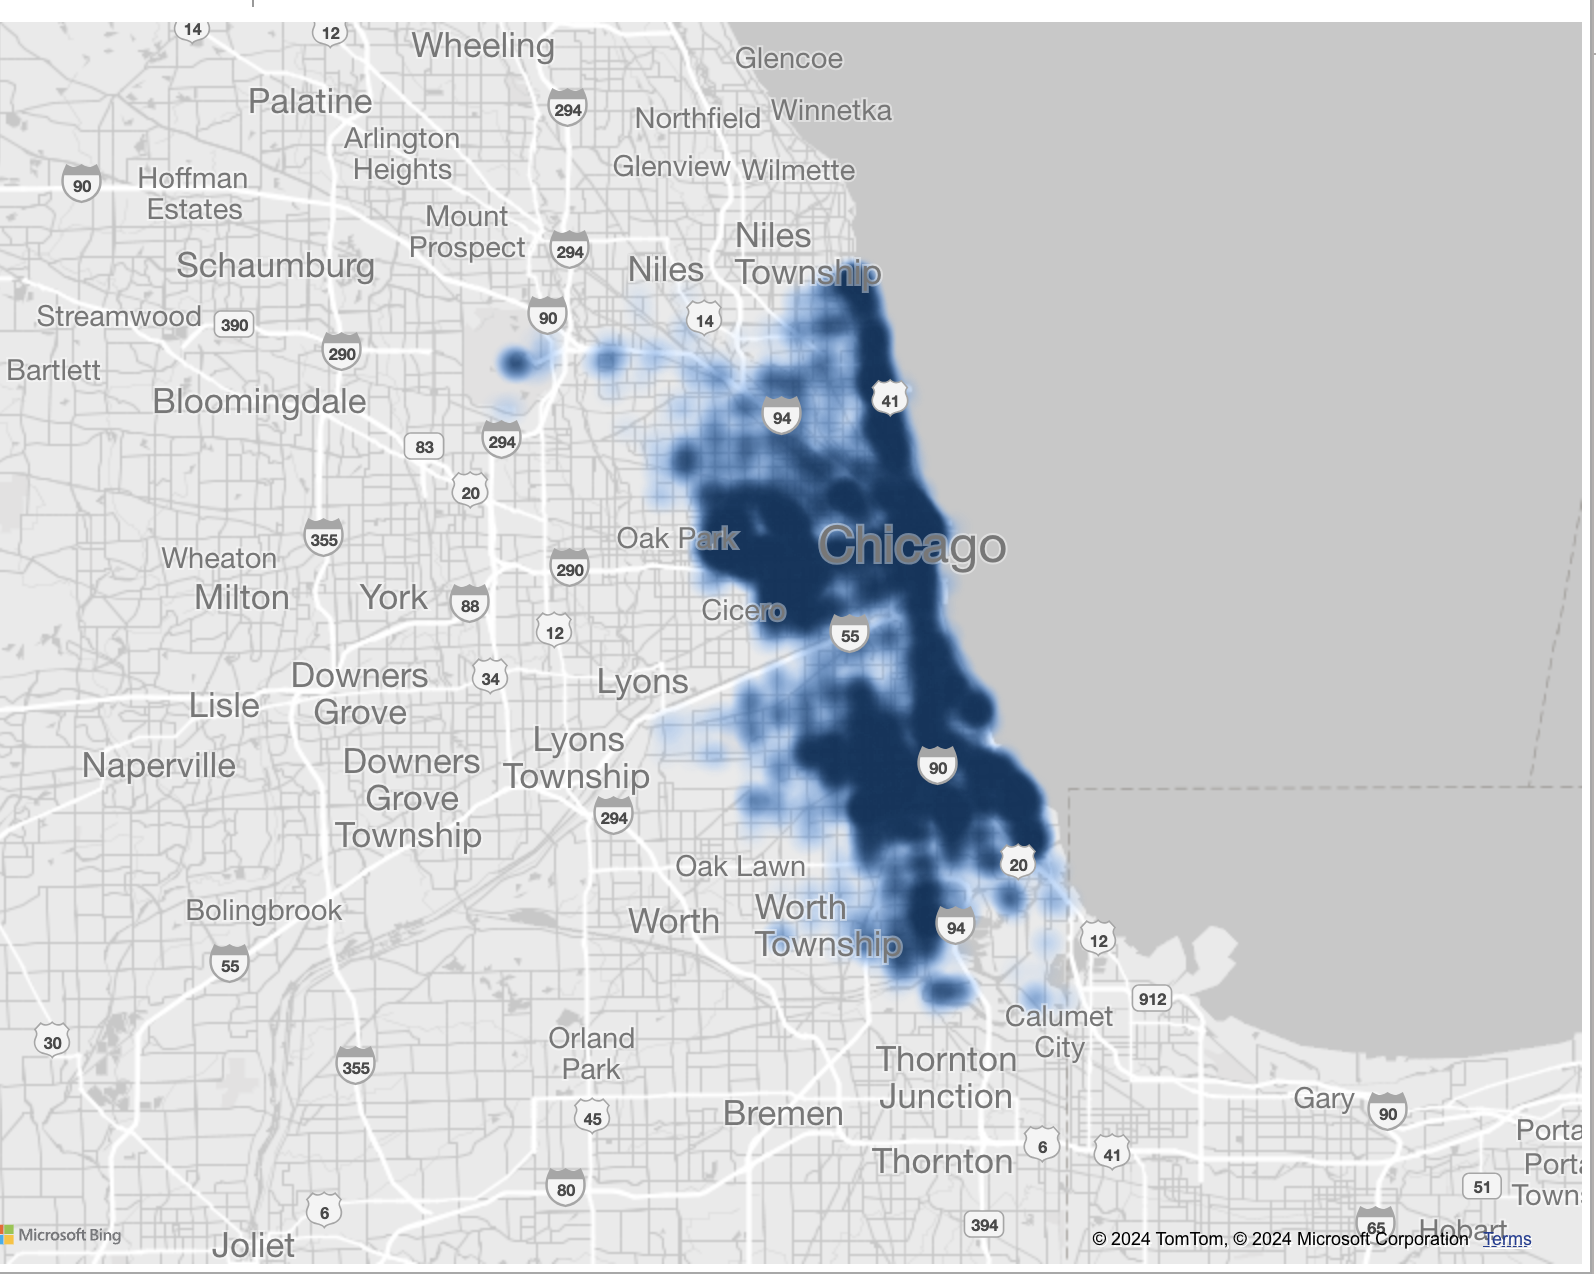 14
12
Wheeling
Glencoe
Palatine
294
Northfield
Winnetka
Arlington
Heights
Glenview
Wilmette
90
Hoffman
Estates
Mount
Prospect
294
Niles
Township
Schaumburg
Niles
Streamwood
390
90
14
290
Bartlett
Bloomingdale
41
94
83
294
20
355
Oak Park
Chicago
Wheaton
290
Milton
York
88
Cicero
12
55
Downers
Grove
34
Lyons
Lisle
Lyons
Township
Naperville
Downers
Grove
Township
90
294
Oak Lawn
20
Bolingbrook
Worth
Worth
Township
94
12
55
912
Calumet
City
30
Orland
Park
355
Thornton
Junction
Gary
90
45
Bremen
Porta
6
41
Thornton
Porta
Towns
80
51
6
394
65
Hobart
Microsoft Bing
Joliet
© 2024 TomTom, © 2024 Microsoft Corporation Terms